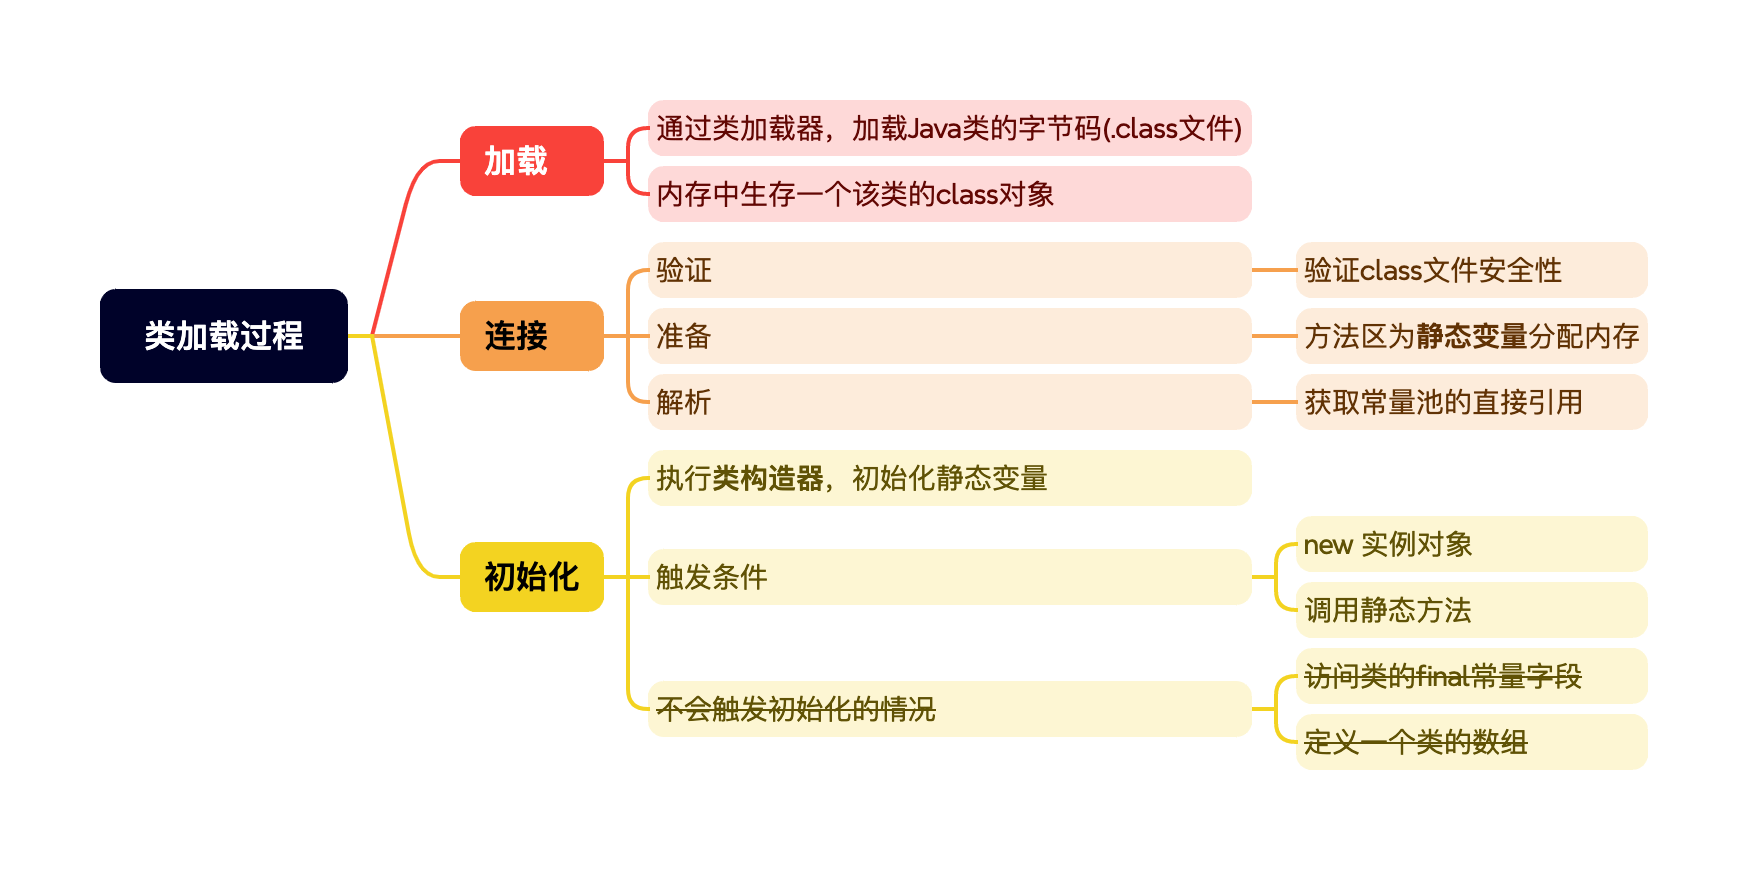 类加载过程
加载
通过类加载器，加载Java类的字节码(.class文件)
内存中生存一个该类的class对象
连接
验证
验证class文件安全性
准备
方法区为静态变量分配内存
解析
获取常量池的直接引用
初始化
执行类构造器，初始化静态变量
触发条件
new 实例对象
调用静态方法
不会触发初始化的情况
访问类的final常量字段
定义一个类的数组